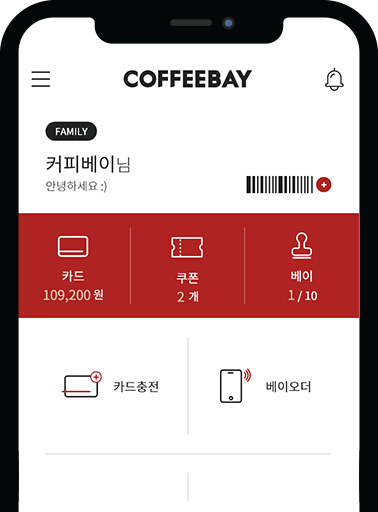 COFFEEBAY
FAMILY
커피베이님
안녕하세요 :)
카드 쿠폰 베이
109,200 원 2 개 1 / 10
카드충전 베이오더